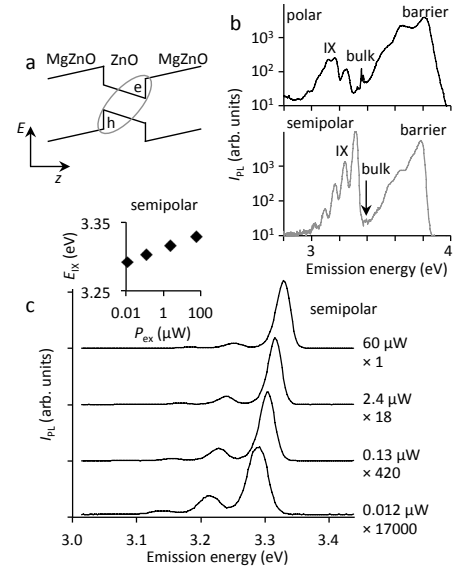 a
MgZnO ZnO MgZnO
e
h
E
z
b
polar
barrier
IX
bulk
10³
10²
10¹
semipolar
barrier
IX
bulk
10³
10²
10¹
I_PL (arb. units)
3 4
Emission energy (eV)
semipolar
3.35
3.25
E_IX (eV)
0.01 1 100
P_ex (μW)
c
semipolar
60 μW
× 1
2.4 μW
× 18
0.13 μW
× 420
0.012 μW
× 17000
I_PL (arb. units)
3.0 3.1 3.2 3.3 3.4
Emission energy (eV)